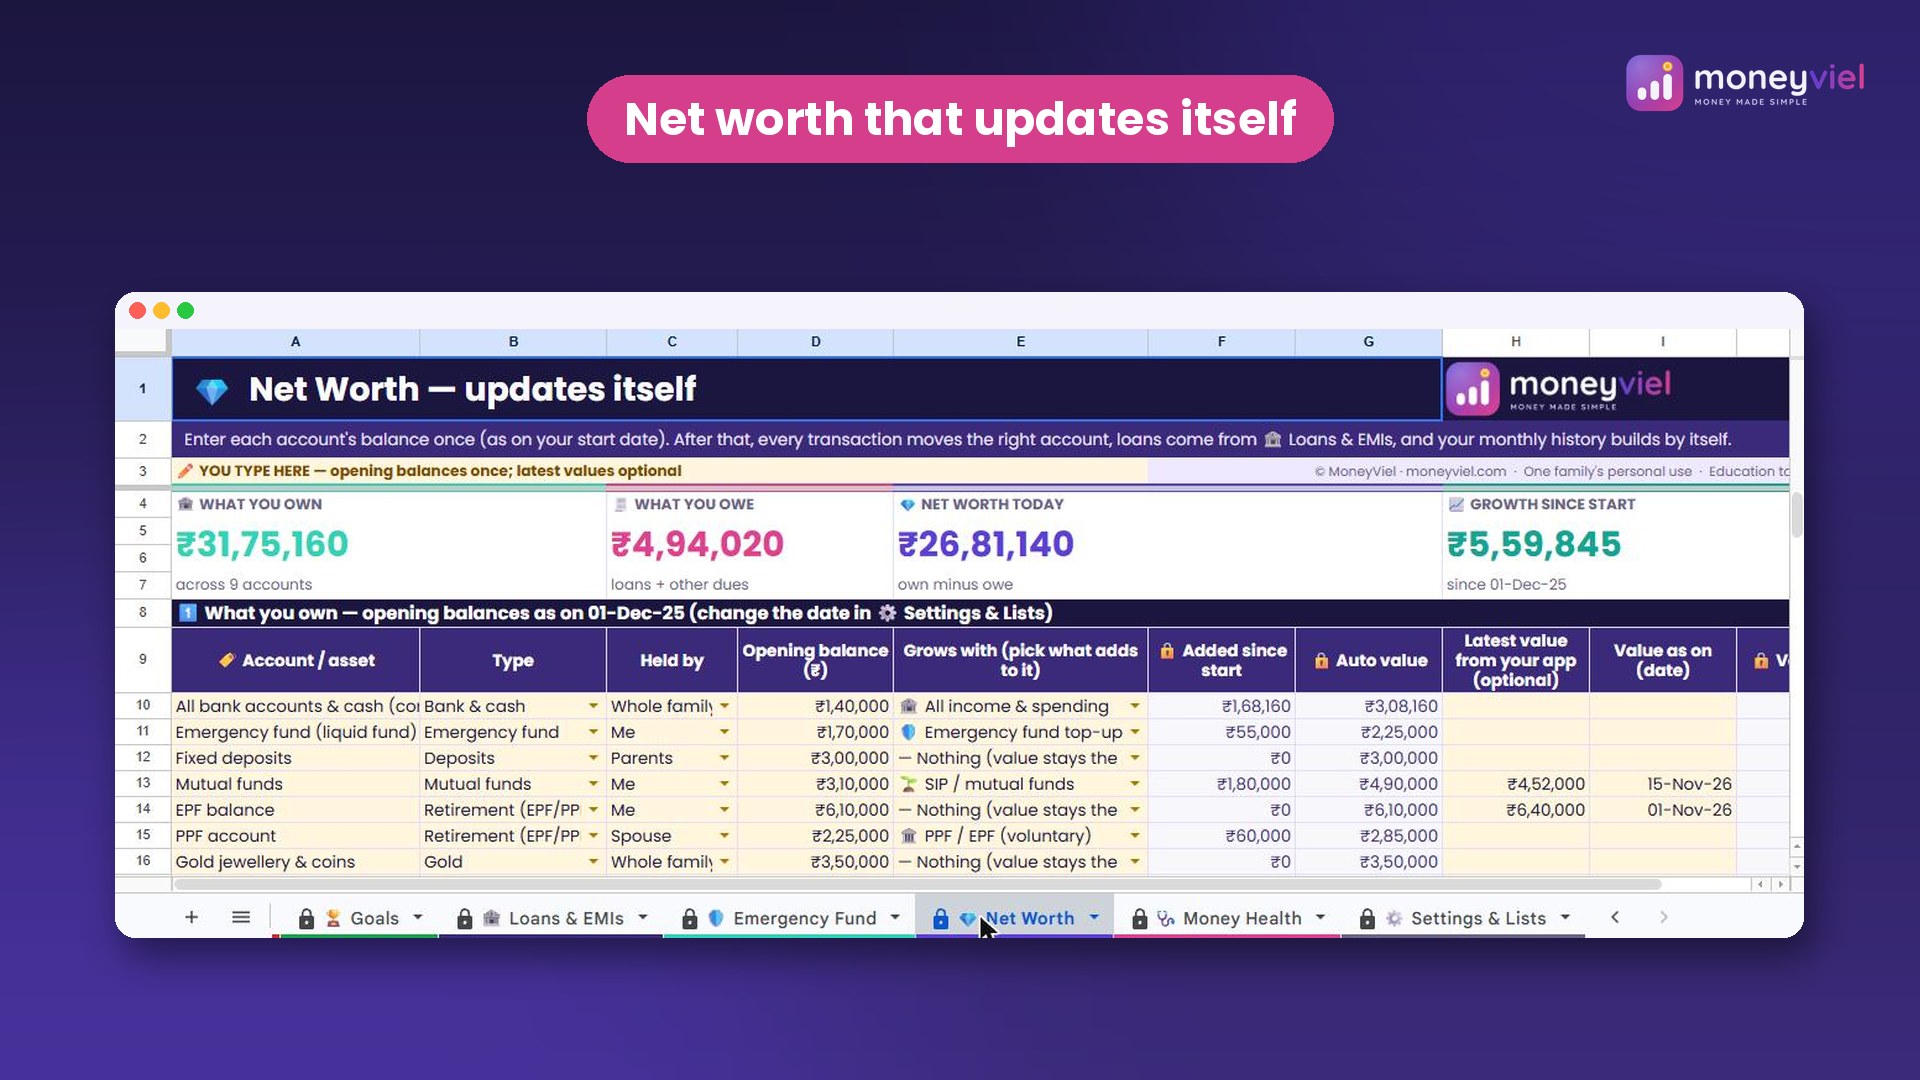 moneyviel
MONEY MADE SIMPLE
Net worth that updates itself
A B C D E F G H I
1 Net Worth — updates itself moneyviel
MONEY MADE SIMPLE
2 Enter each account's balance once (as on your start date). After that, every transaction moves the right account, loans come from Loans & EMIs, and your monthly history builds by itself.
3 YOU TYPE HERE — opening balances once; latest values optional © MoneyViel · moneyviel.com · One family's personal use · Education
4 WHAT YOU OWN WHAT YOU OWE NET WORTH TODAY GROWTH SINCE START
5 ₹31,75,160 ₹4,94,020 ₹26,81,140 ₹5,59,845
6
7 across 9 accounts loans + other dues own minus owe since 01-Dec-25
8 1 What you own — opening balances as on 01-Dec-25 (change the date in Settings & Lists)
9 Account / asset Type Held by Opening balance (₹) Grows with (pick what adds to it) Added since start Auto value Latest value from your app (optional) Value as on (date) V
10 All bank accounts & cash (cor Bank & cash Whole family ₹1,40,000 All income & spending ₹1,68,160 ₹3,08,160
11 Emergency fund (liquid fund) Emergency fund Me ₹1,70,000 Emergency fund top-up ₹55,000 ₹2,25,000
12 Fixed deposits Deposits Parents ₹3,00,000 — Nothing (value stays the ₹0 ₹3,00,000
13 Mutual funds Mutual funds Me ₹3,10,000 SIP / mutual funds ₹1,80,000 ₹4,90,000 ₹4,52,000 15-Nov-26
14 EPF balance Retirement (EPF/PP Me ₹6,10,000 — Nothing (value stays the ₹0 ₹6,10,000 ₹6,40,000 01-Nov-26
15 PPF account Retirement (EPF/PP Spouse ₹2,25,000 PPF / EPF (voluntary) ₹60,000 ₹2,85,000
16 Gold jewellery & coins Gold Whole family ₹3,50,000 — Nothing (value stays the ₹0 ₹3,50,000
Goals Loans & EMIs Emergency Fund Net Worth Money Health Settings & Lists